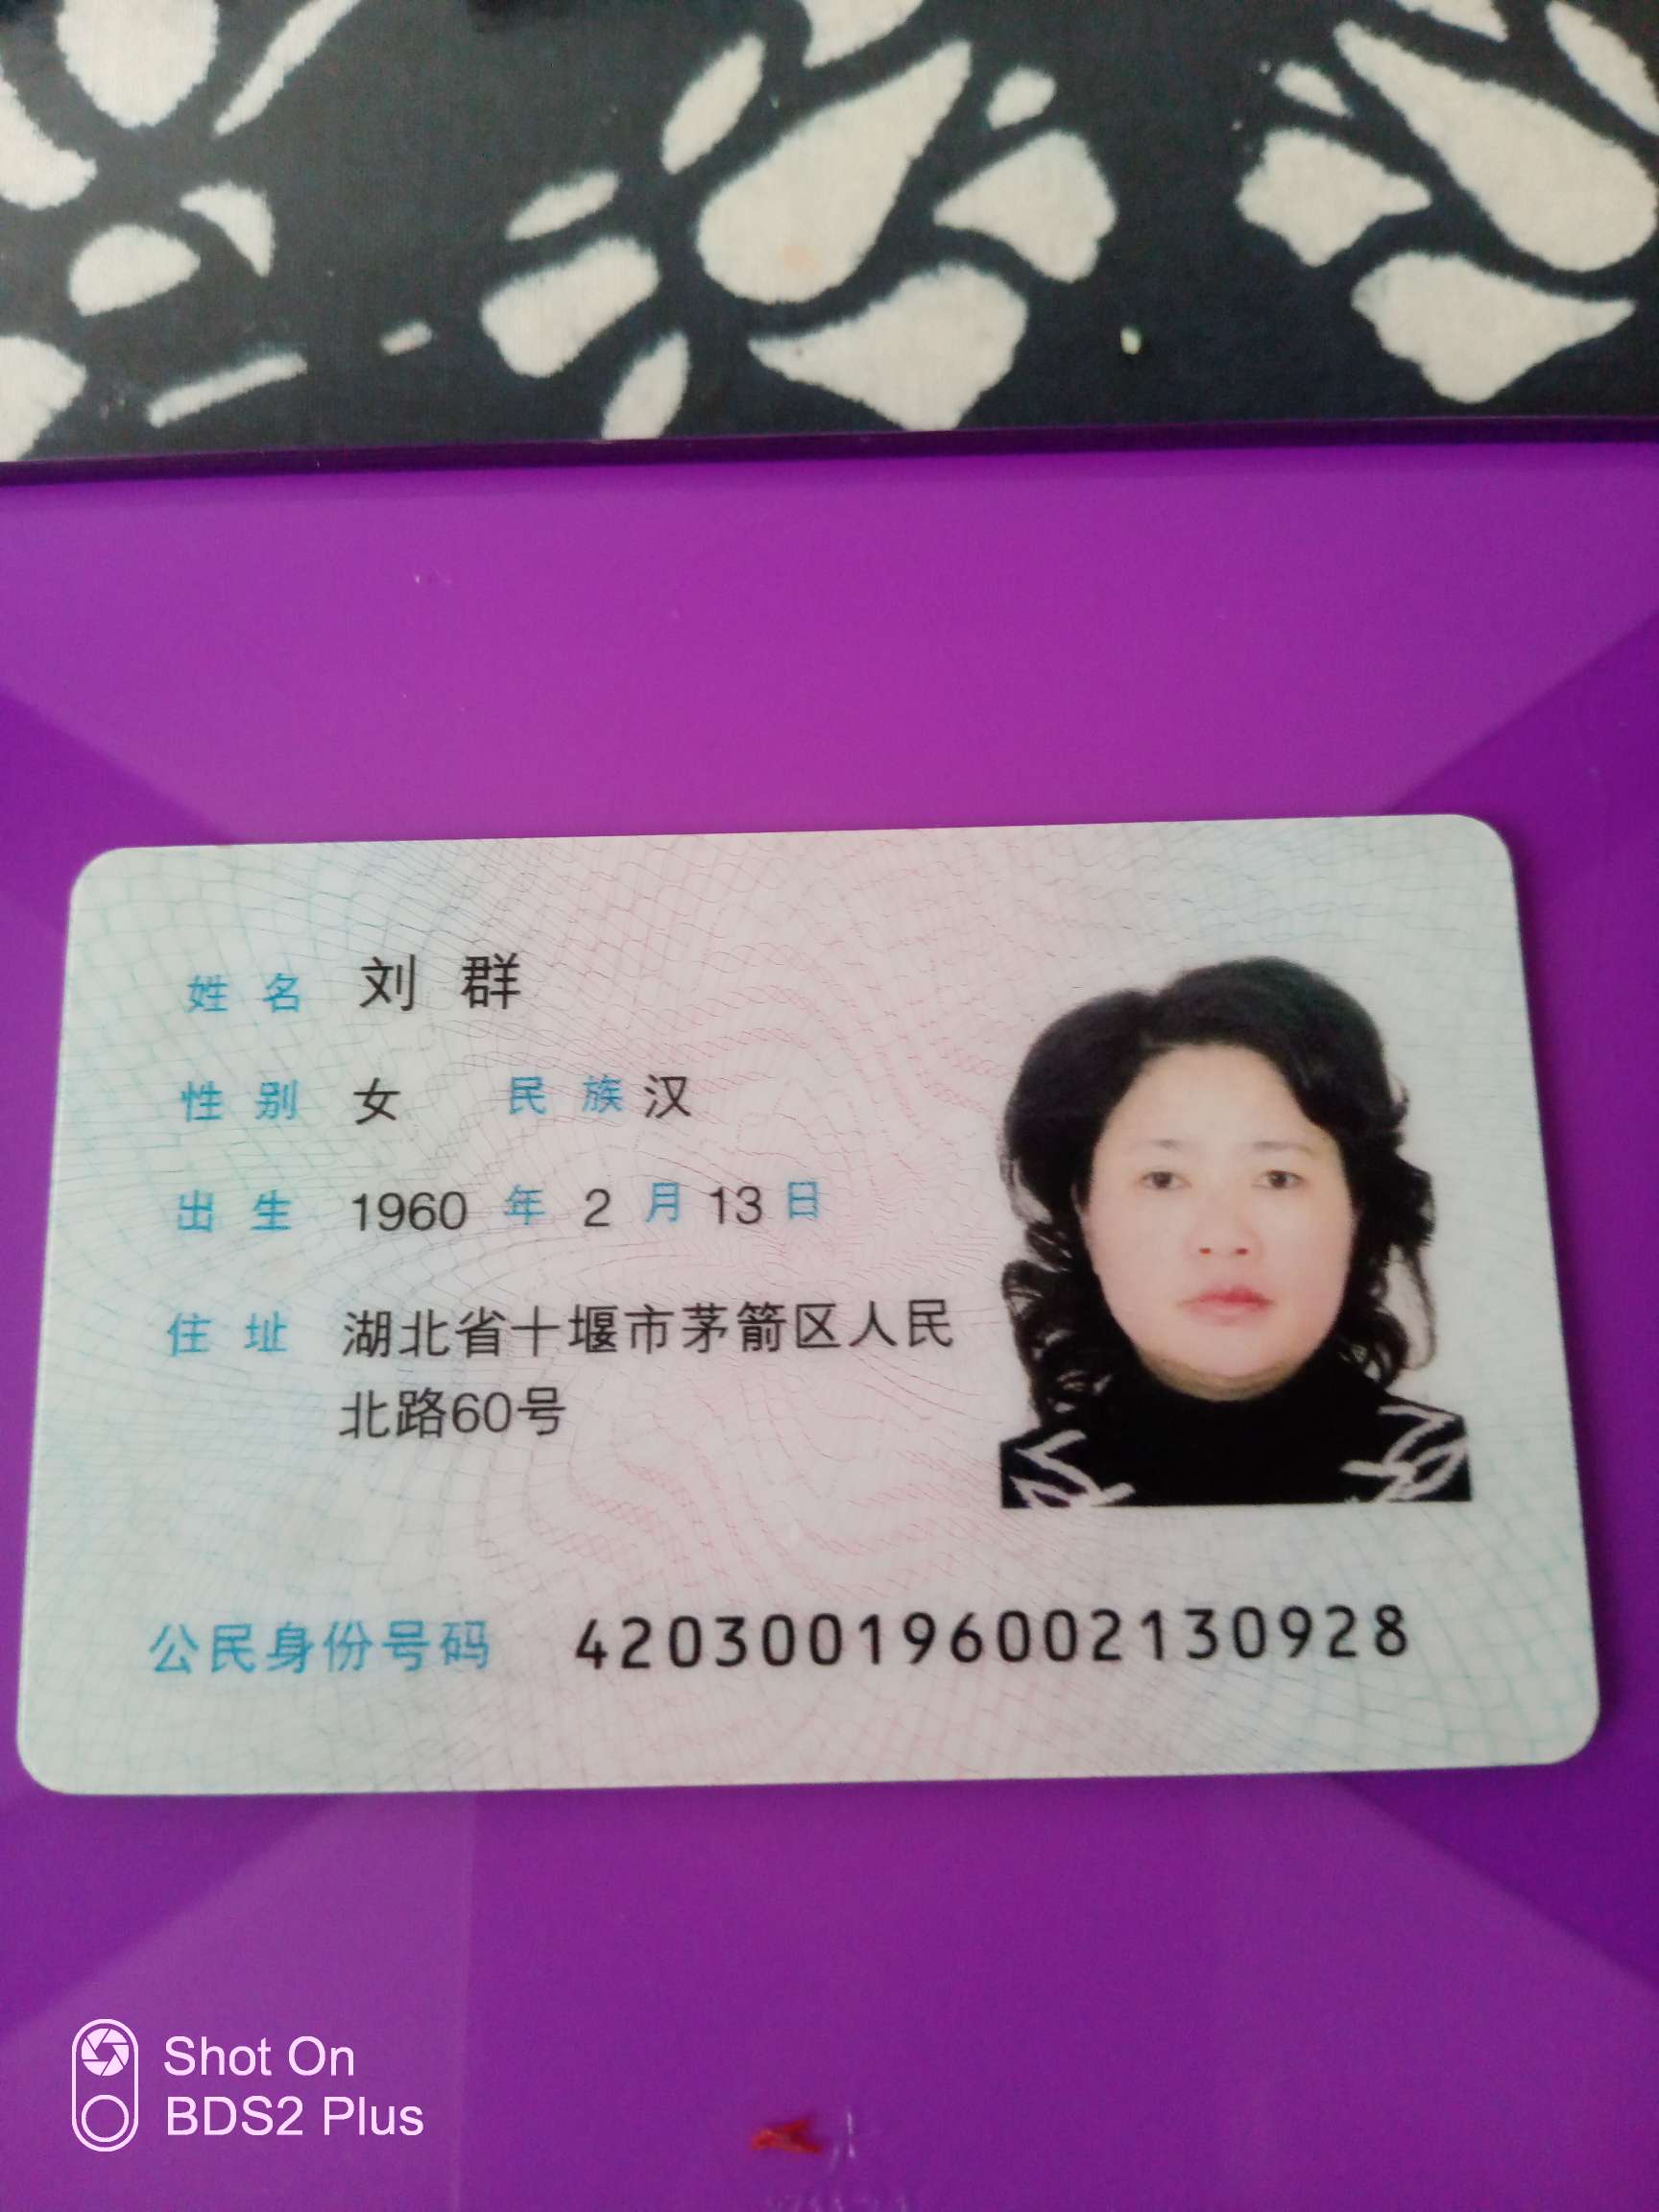 姓名 刘群
性别 女 民族 汉
出生 1960 年 2 月 13 日
住址 湖北省十堰市茅箭区人民
北路60号
公民身份号码 420300196002130928
Shot On
BDS2 Plus